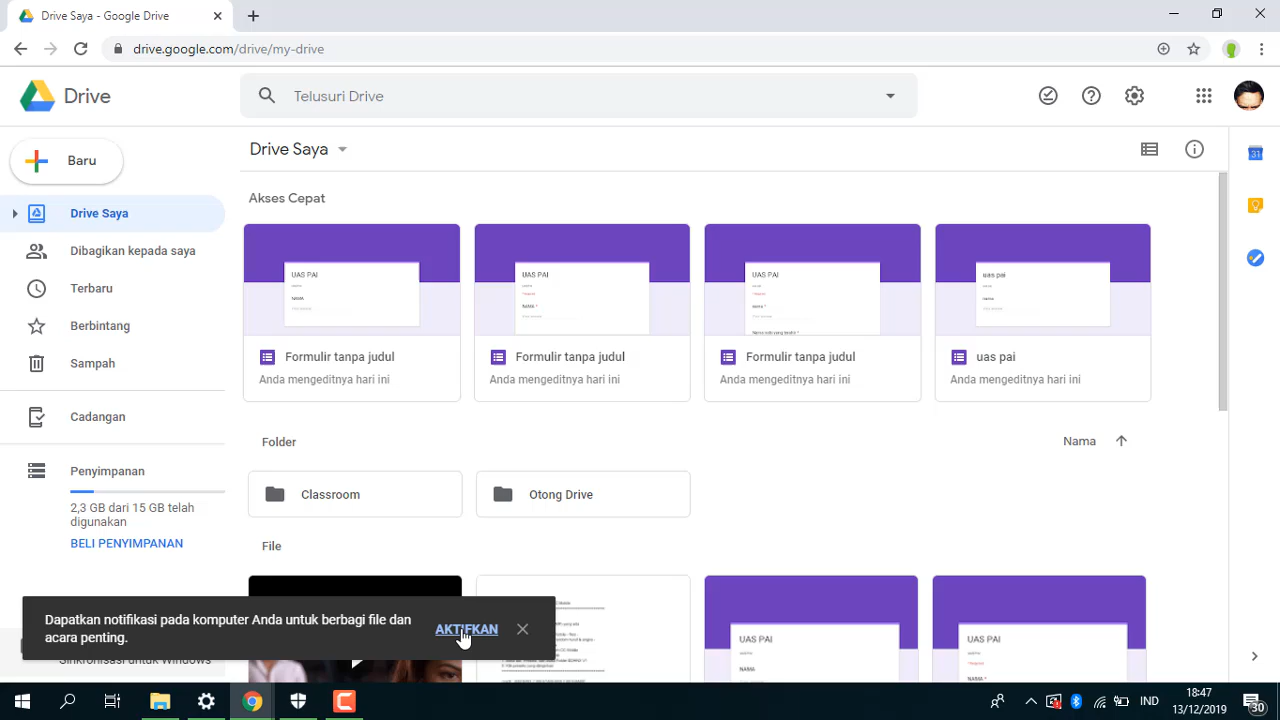 Drive Saya - Google Drive
drive.google.com/drive/my-drive
Drive
Telusuri Drive
Baru
Drive Saya
Dibagikan kepada saya
Terbaru
Berbintang
Sampah
Cadangan
Penyimpanan
2,3 GB dari 15 GB telah
digunakan
BELI PENYIMPANAN
Drive Saya
Akses Cepat
UAS PAI
NAMA
Formulir tanpa judul
Anda mengeditnya hari ini
UAS PAI
NAMA *
Formulir tanpa judul
Anda mengeditnya hari ini
UAS PAI
Formulir tanpa judul
Anda mengeditnya hari ini
uas pai
uas pai
Anda mengeditnya hari ini
Folder
Nama
Classroom
Otong Drive
File
UAS PAI
NAMA
UAS PAI
NAMA *
Dapatkan notifikasi pada komputer Anda untuk berbagi file dan
acara penting.
AKTIFKAN
Sinkronisasi untuk Windows
31
IND
18:47
13/12/2019
30